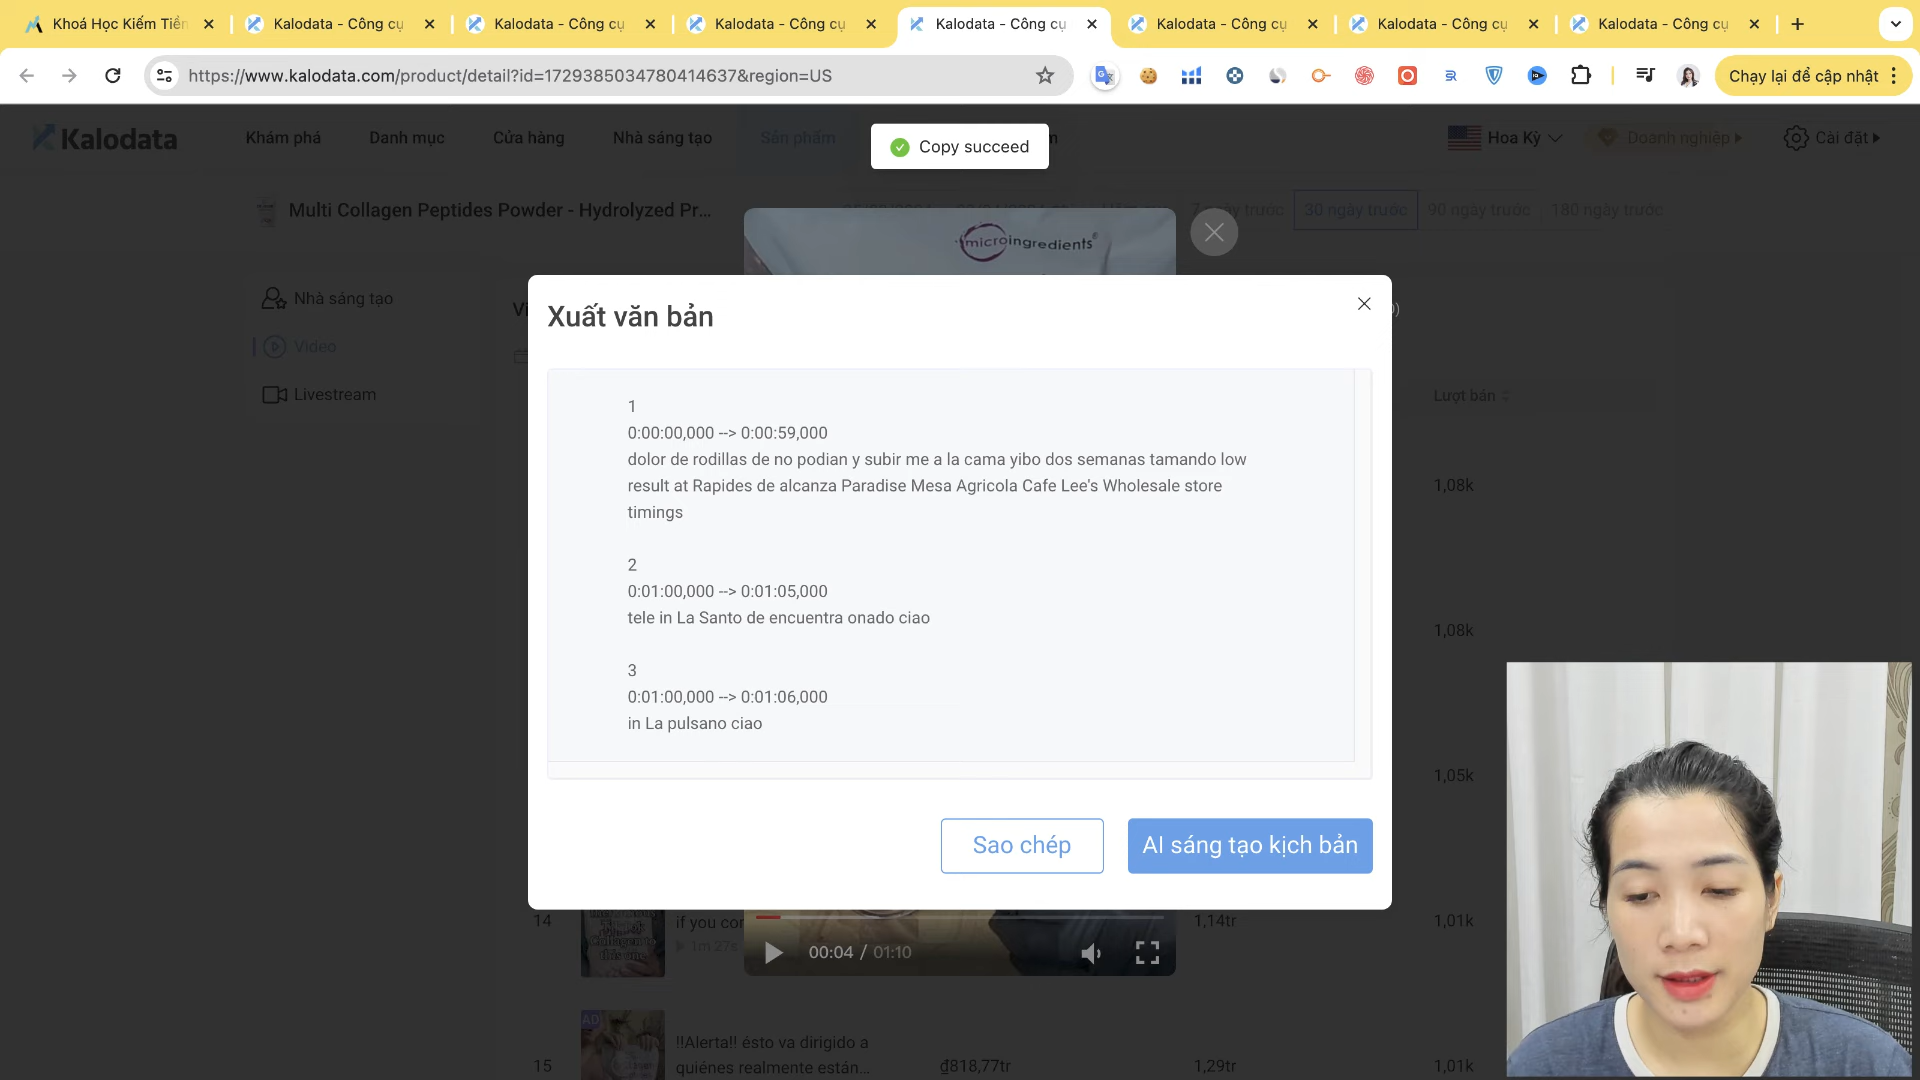 Khoá Học Kiếm Tiền
Kalodata - Công cụ
Kalodata - Công cụ
Kalodata - Công cụ
Kalodata - Công cụ
Kalodata - Công cụ
Kalodata - Công cụ
Kalodata - Công cụ
https://www.kalodata.com/product/detail?id=1729385034780414637&region=US
Chạy lại để cập nhật
Kalodata
Khám phá
Danh mục
Cửa hàng
Nhà sáng tạo
Sản phẩm
Copy succeed
Hoa Kỳ
Doanh nghiệp
Cài đặt
Multi Collagen Peptides Powder - Hydrolyzed Pr...
30 ngày trước
90 ngày trước
180 ngày trước
microingredients
Nhà sáng tạo
Video
Livestream
Xuất văn bản
Lượt bán
1
0:00:00,000 --> 0:00:59,000
dolor de rodillas de no podian y subir me a la cama yibo dos semanas tamando low
result at Rapides de alcanza Paradise Mesa Agricola Cafe Lee's Wholesale store
timings
2
0:01:00,000 --> 0:01:05,000
tele in La Santo de encuentra onado ciao
3
0:01:00,000 --> 0:01:06,000
in La pulsano ciao
1,08k
1,08k
1,05k
Sao chép
AI sáng tạo kịch bản
14
if you con
1m 27s
00:04 / 01:10
1,14tr
1,01k
15
AD
!!Alerta!! ésto va dirigido a
quiénes realmente están...
₫818,77tr
1,29tr
1,01k